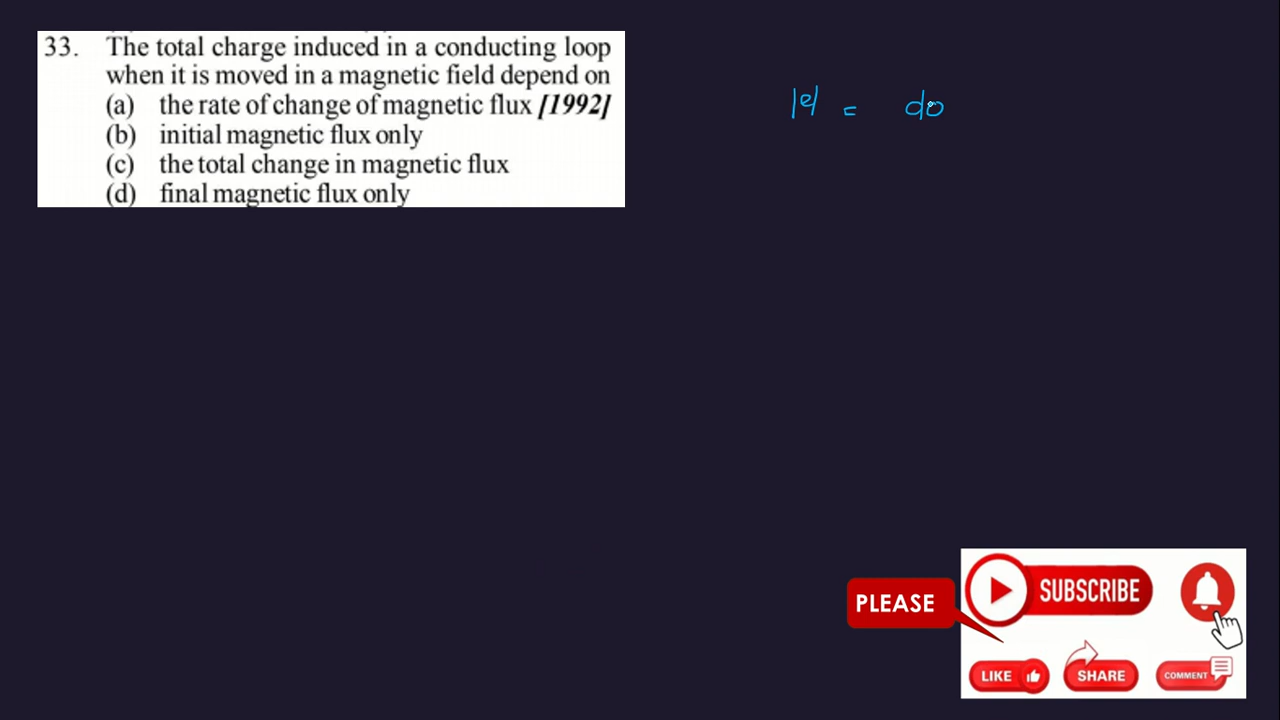 33. The total charge induced in a conducting loop
when it is moved in a magnetic field depend on
(a) the rate of change of magnetic flux [1992]
(b) initial magnetic flux only
(c) the total change in magnetic flux
(d) final magnetic flux only
|e| = do
PLEASE
SUBSCRIBE
LIKE
SHARE
COMMENT